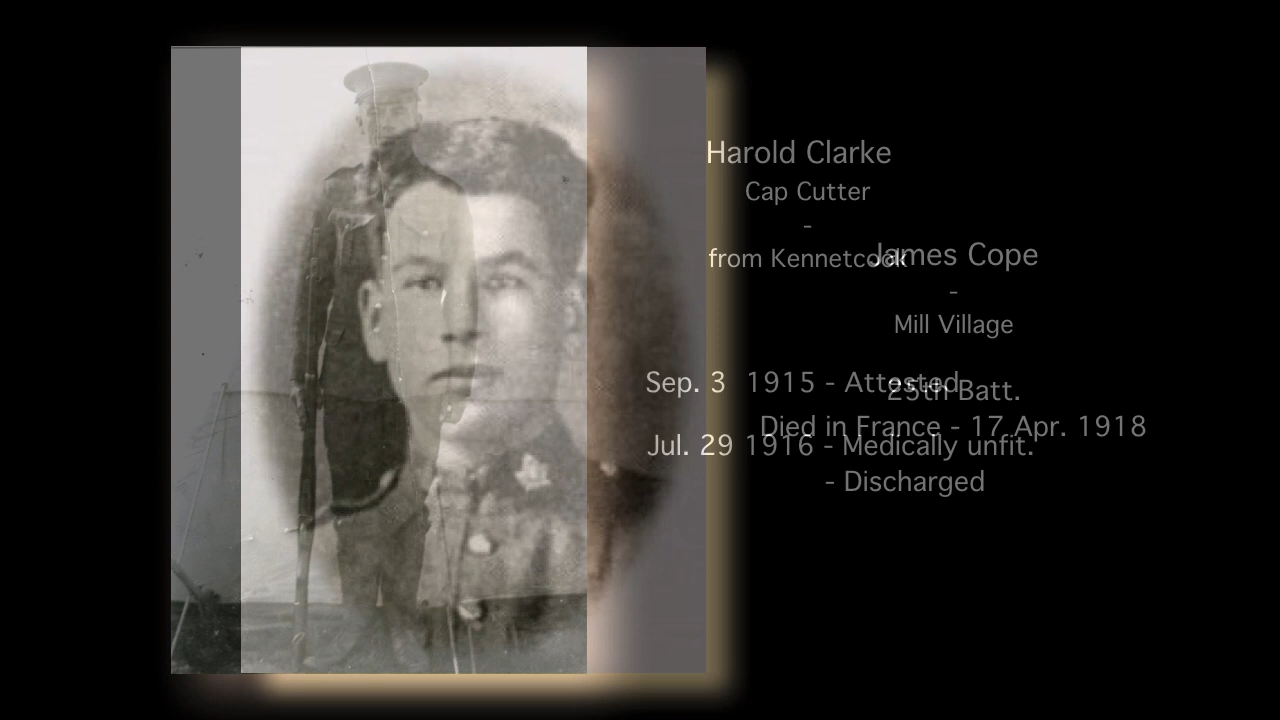 Harold Clarke
Cap Cutter
-
from Kennetcook
James Cope
-
Mill Village
Sep. 3 1915 - Attested
25th Batt.
Died in France - 17 Apr. 1918
Jul. 29 1916 - Medically unfit.
- Discharged